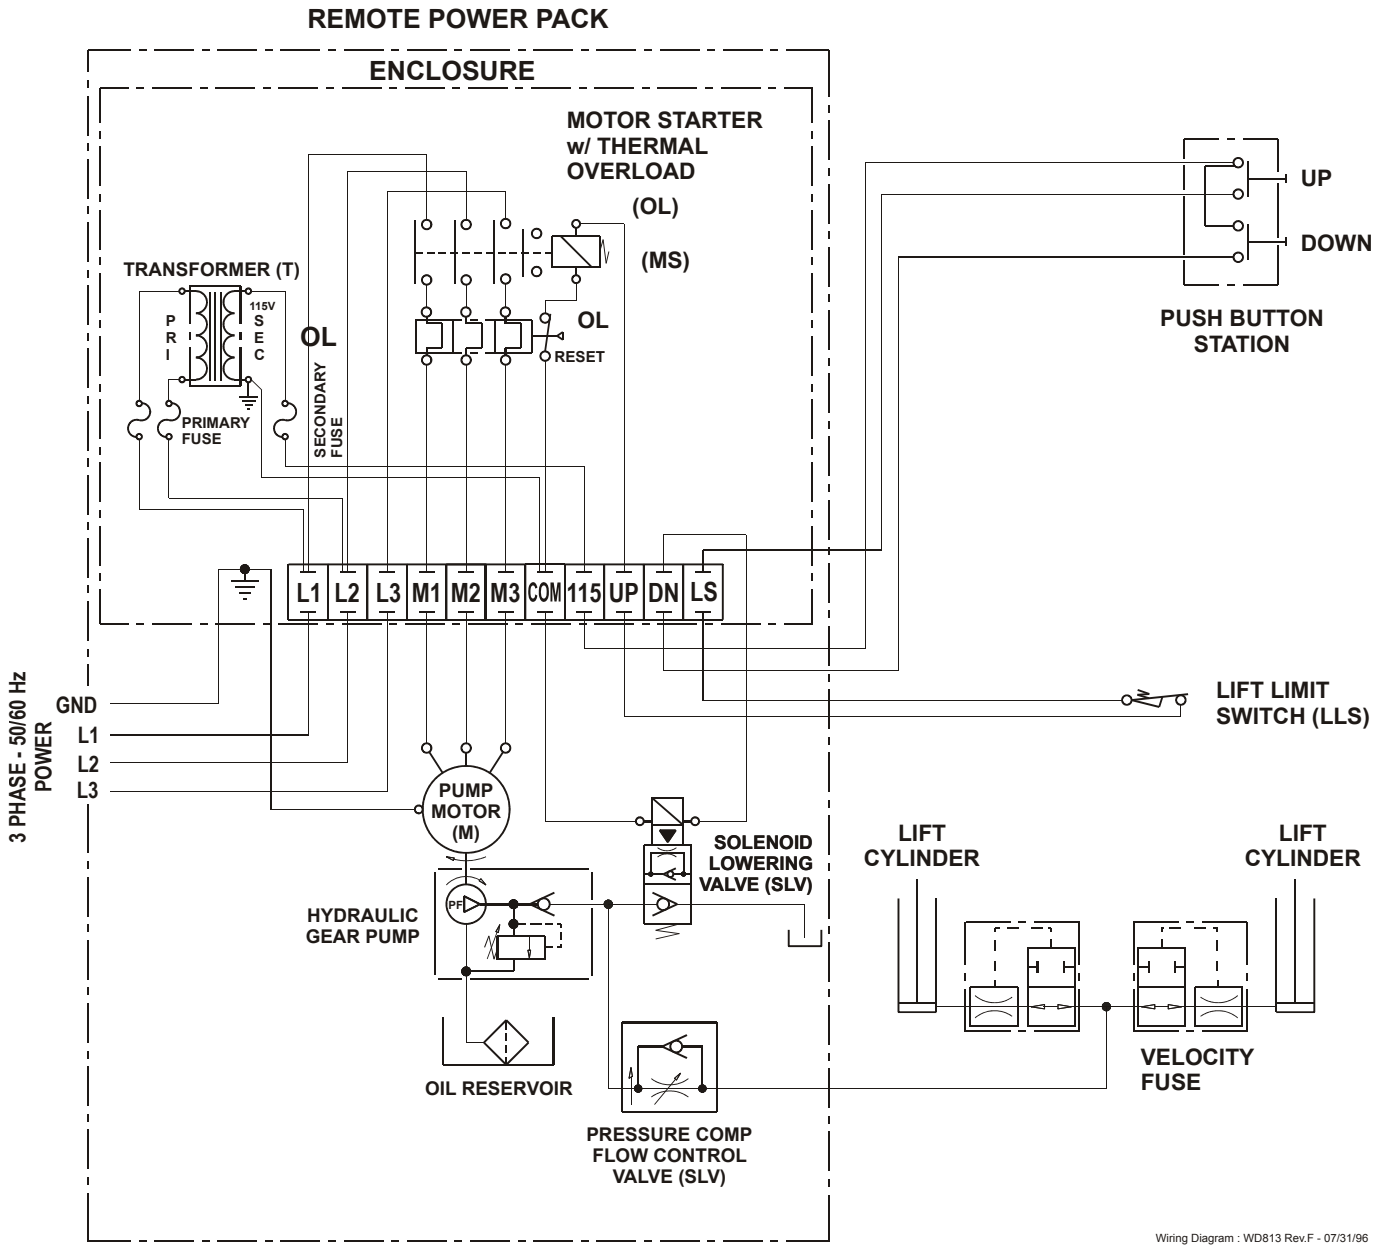 REMOTE POWER PACK
ENCLOSURE
MOTOR STARTER
w/ THERMAL
OVERLOAD
(OL)
(MS)
UP
DOWN
PUSH BUTTON
STATION
TRANSFORMER (T)
115V
P
R
I
S
E
C
OL
OL
RESET
PRIMARY
FUSE
SECONDARY
FUSE
L1
L2
L3
M1
M2
M3
COM
115
UP
DN
LS
3 PHASE - 50/60 Hz
POWER
GND
L1
L2
L3
LIFT LIMIT
SWITCH (LLS)
PUMP
MOTOR
(M)
SOLENOID
LOWERING
VALVE (SLV)
LIFT
CYLINDER
LIFT
CYLINDER
PF
HYDRAULIC
GEAR PUMP
OIL RESERVOIR
VELOCITY
FUSE
PRESSURE COMP
FLOW CONTROL
VALVE (SLV)
Wiring Diagram : WD813 Rev.F - 07/31/96